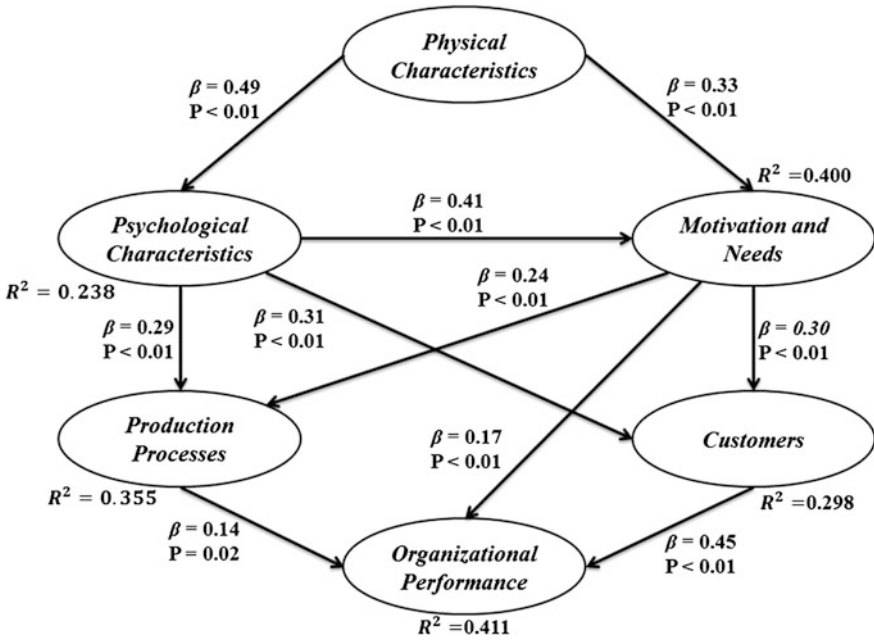 Physical
Characteristics
β = 0.49
P < 0.01
β = 0.33
P < 0.01
R² =0.400
Psychological
Characteristics
β = 0.41
P < 0.01
Motivation and
Needs
R² = 0.238
β = 0.24
P < 0.01
β = 0.29
P < 0.01
β = 0.31
P < 0.01
β = 0.30
P < 0.01
Production
Processes
Customers
β = 0.17
P < 0.01
R² = 0.355
R² =0.298
β = 0.14
P = 0.02
Organizational
Performance
β = 0.45
P < 0.01
R² =0.411